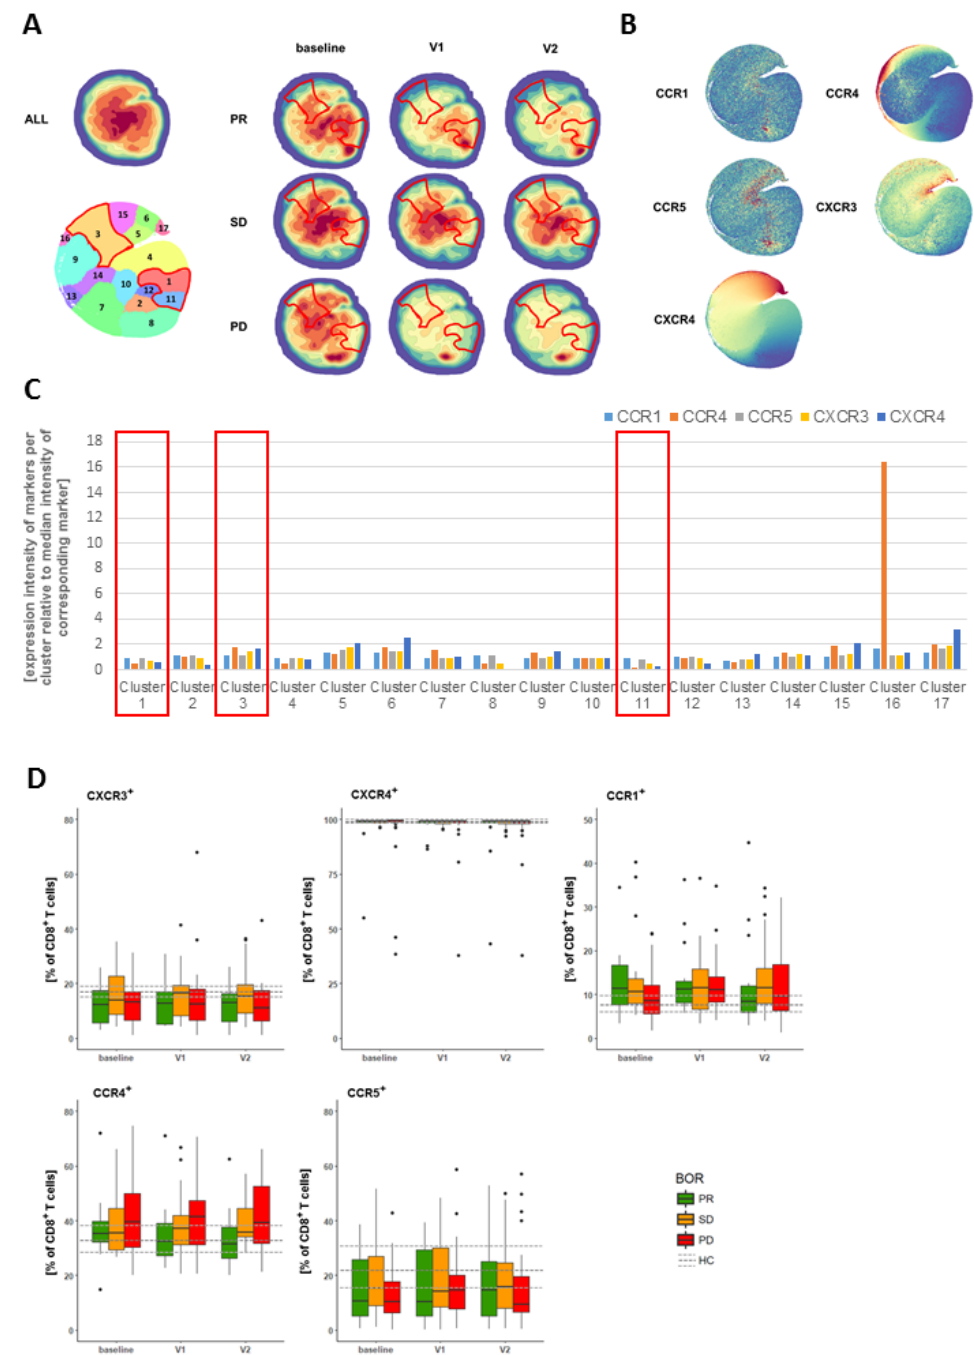 A
B
baseline
V1
V2
ALL
PR
SD
PD
15
6
17
3
5
16
9
4
14
10
1
12
13
11
2
7
8
CCR1
CCR4
CCR5
CXCR3
CXCR4
C
CCR1 CCR4 CCR5 CXCR3 CXCR4
[expression intensity of markers per
cluster relative to median intensity of
corresponding marker]
18
16
14
12
10
8
6
4
2
0
Cluster Cluster Cluster Cluster Cluster Cluster Cluster Cluster Cluster Cluster Cluster Cluster Cluster Cluster Cluster Cluster Cluster
1 2 3 4 5 6 7 8 9 10 11 12 13 14 15 16 17
D
CXCR3+
[% of CD8+ T cells]
80
60
40
20
0
baseline V1 V2
CXCR4+
[% of CD8+ T cells]
100
75
50
25
0
baseline V1 V2
CCR1+
[% of CD8+ T cells]
50
40
30
20
10
0
baseline V1 V2
CCR4+
[% of CD8+ T cells]
80
60
40
20
0
baseline V1 V2
CCR5+
[% of CD8+ T cells]
80
60
40
20
0
baseline V1 V2
BOR
PR
SD
PD
HC